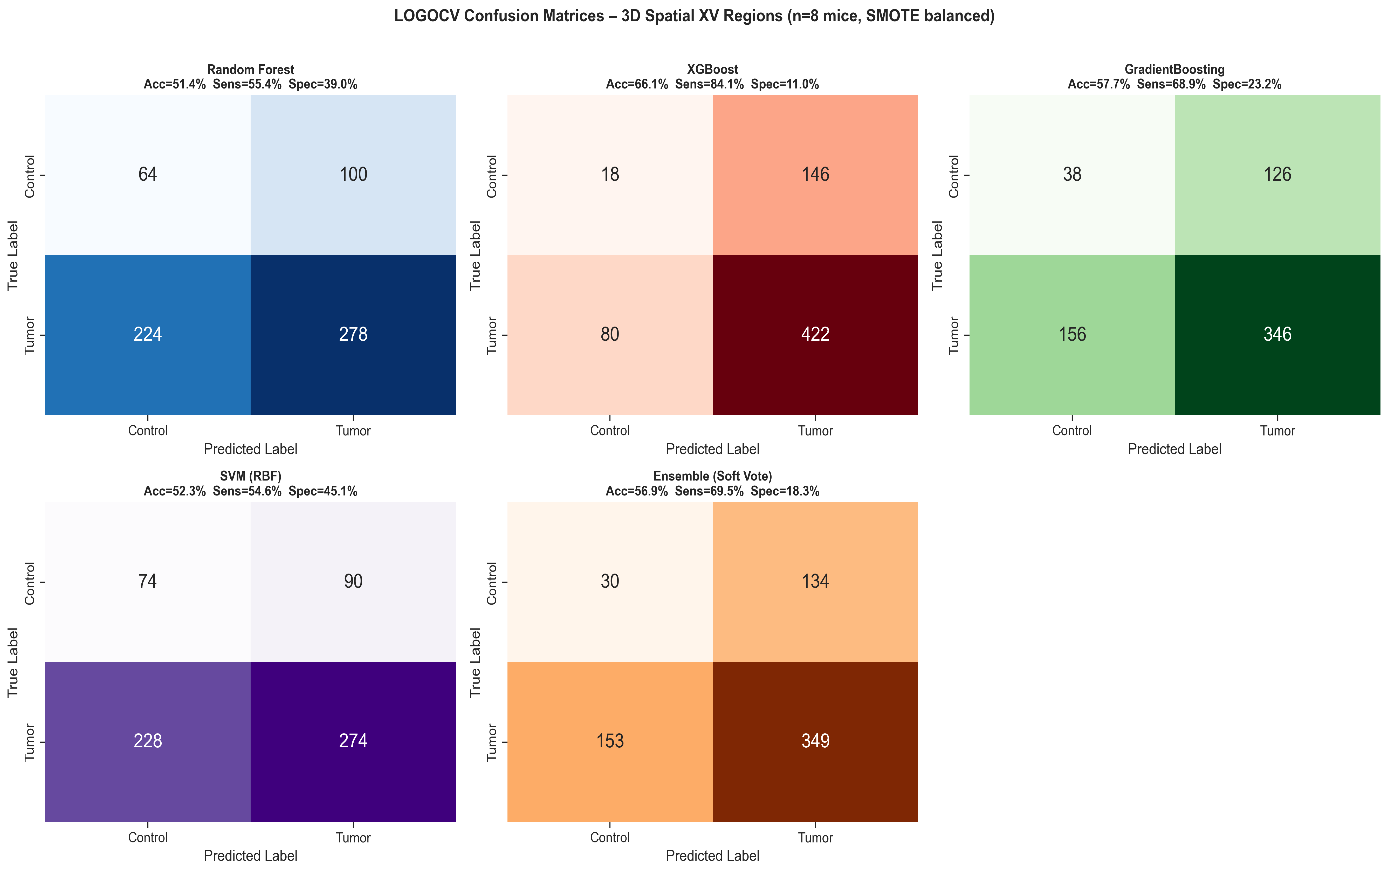 LOGOCV Confusion Matrices – 3D Spatial XV Regions (n=8 mice, SMOTE balanced)
Random Forest
Acc=51.4%  Sens=55.4%  Spec=39.0%
Control
64
100
Tumor
224
278
True Label
Control
Tumor
Predicted Label
XGBoost
Acc=66.1%  Sens=84.1%  Spec=11.0%
Control
18
146
Tumor
80
422
True Label
Control
Tumor
Predicted Label
GradientBoosting
Acc=57.7%  Sens=68.9%  Spec=23.2%
Control
38
126
Tumor
156
346
True Label
Control
Tumor
Predicted Label
SVM (RBF)
Acc=52.3%  Sens=54.6%  Spec=45.1%
Control
74
90
Tumor
228
274
True Label
Control
Tumor
Predicted Label
Ensemble (Soft Vote)
Acc=56.9%  Sens=69.5%  Spec=18.3%
Control
30
134
Tumor
153
349
True Label
Control
Tumor
Predicted Label